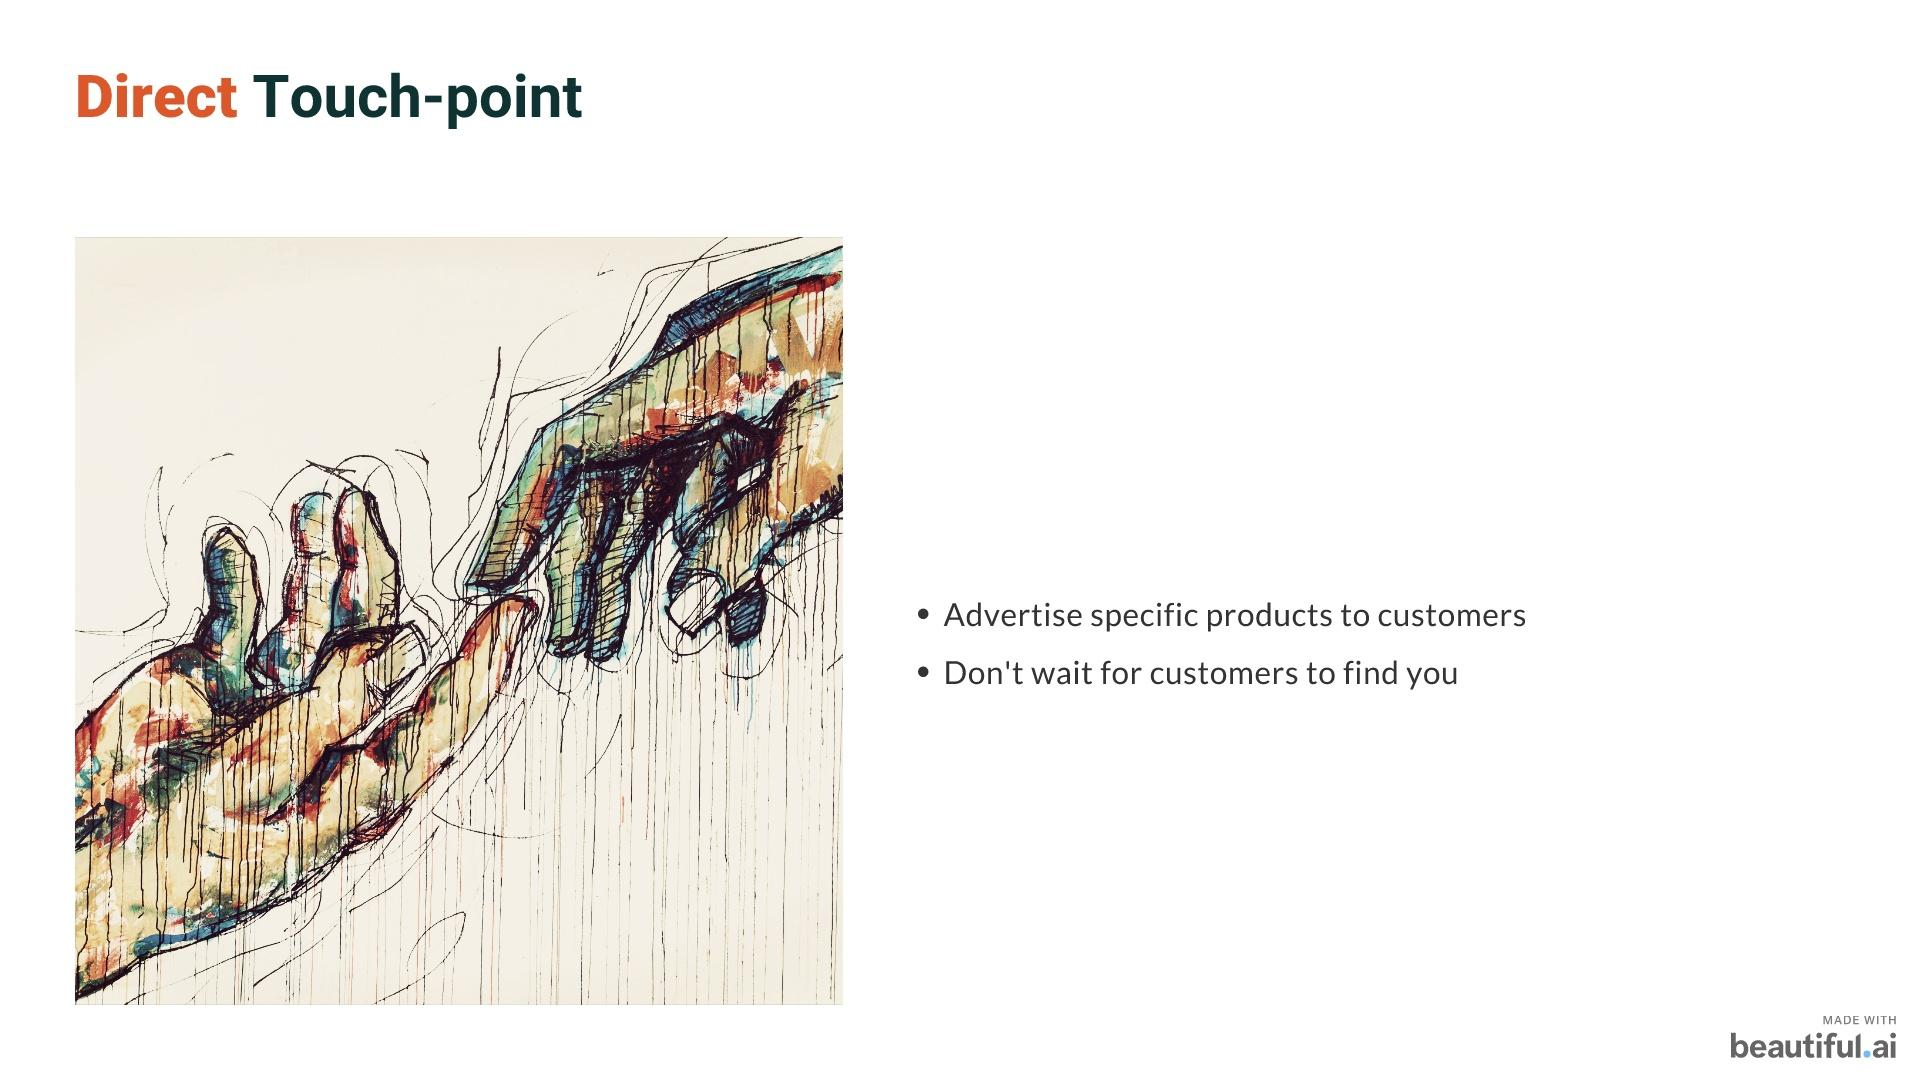 Direct Touch-point
• Advertise specific products to customers
• Don't wait for customers to find you
MADE WITH
beautiful.ai